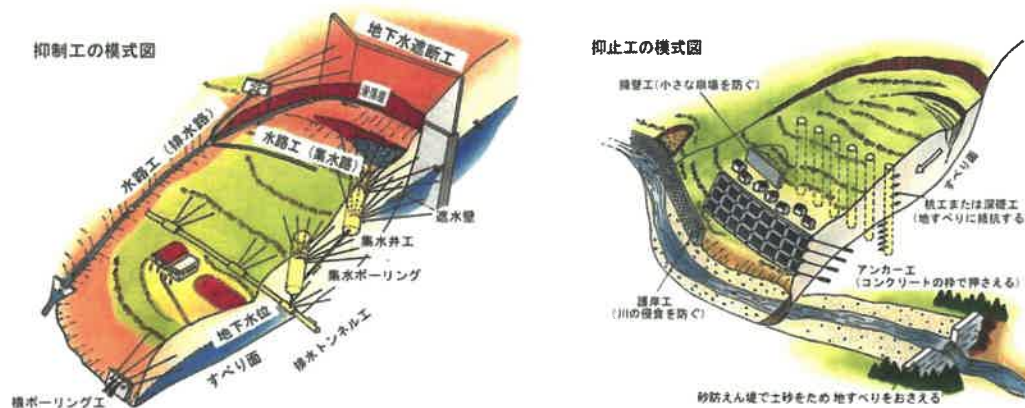 抑制工の模式図
地下水遮断工
水路工（排水路）
水路工（集水路）
遮水壁
集水井工
集水ボーリング
排水トンネル工
地下水位
すべり面
横ボーリング工
抑止工の模式図
擁壁工(小さな崩壊を防ぐ)
すべり面
杭工または深礎工
(地すべりに抵抗する
アンカー工
(コンクリートの枠で押さえる)
護岸工
(川の侵食を防ぐ)
砂防えん堤で土砂をため 地すべりをおさえる